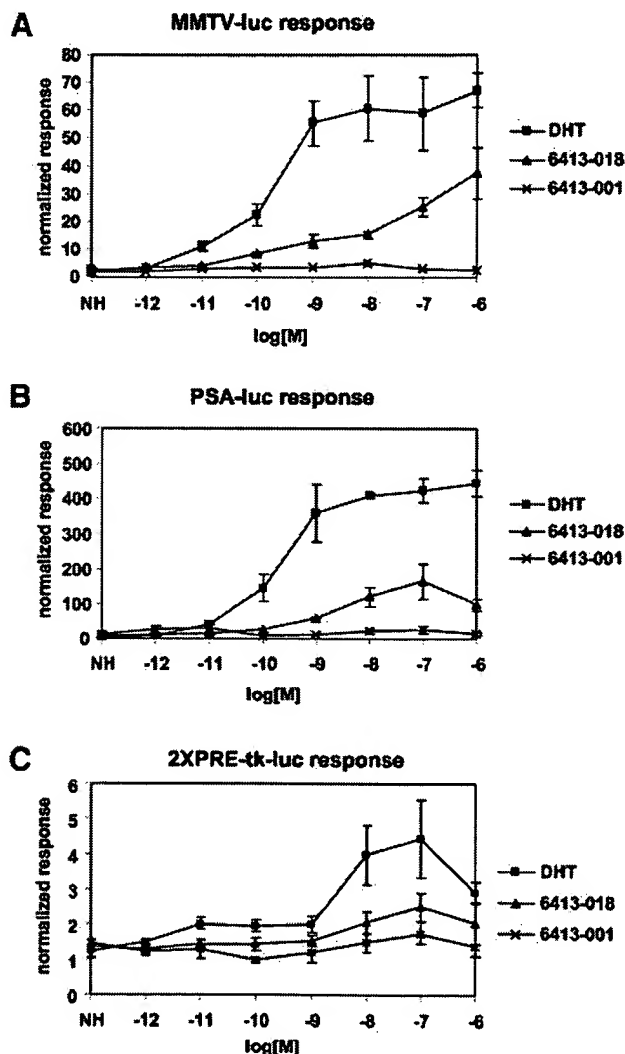 A
MMTV-luc response
normalized response
80
70
60
50
40
30
20
10
0
NH -12 -11 -10 -9 -8 -7 -6
log[M]
DHT
6413-018
6413-001
B
PSA-luc response
normalized response
600
500
400
300
200
100
0
NH -12 -11 -10 -9 -8 -7 -6
log[M]
DHT
6413-018
6413-001
C
2XPRE-tk-luc response
normalized response
6
5
4
3
2
1
0
NH -12 -11 -10 -9 -8 -7 -6
log[M]
DHT
6413-018
6413-001